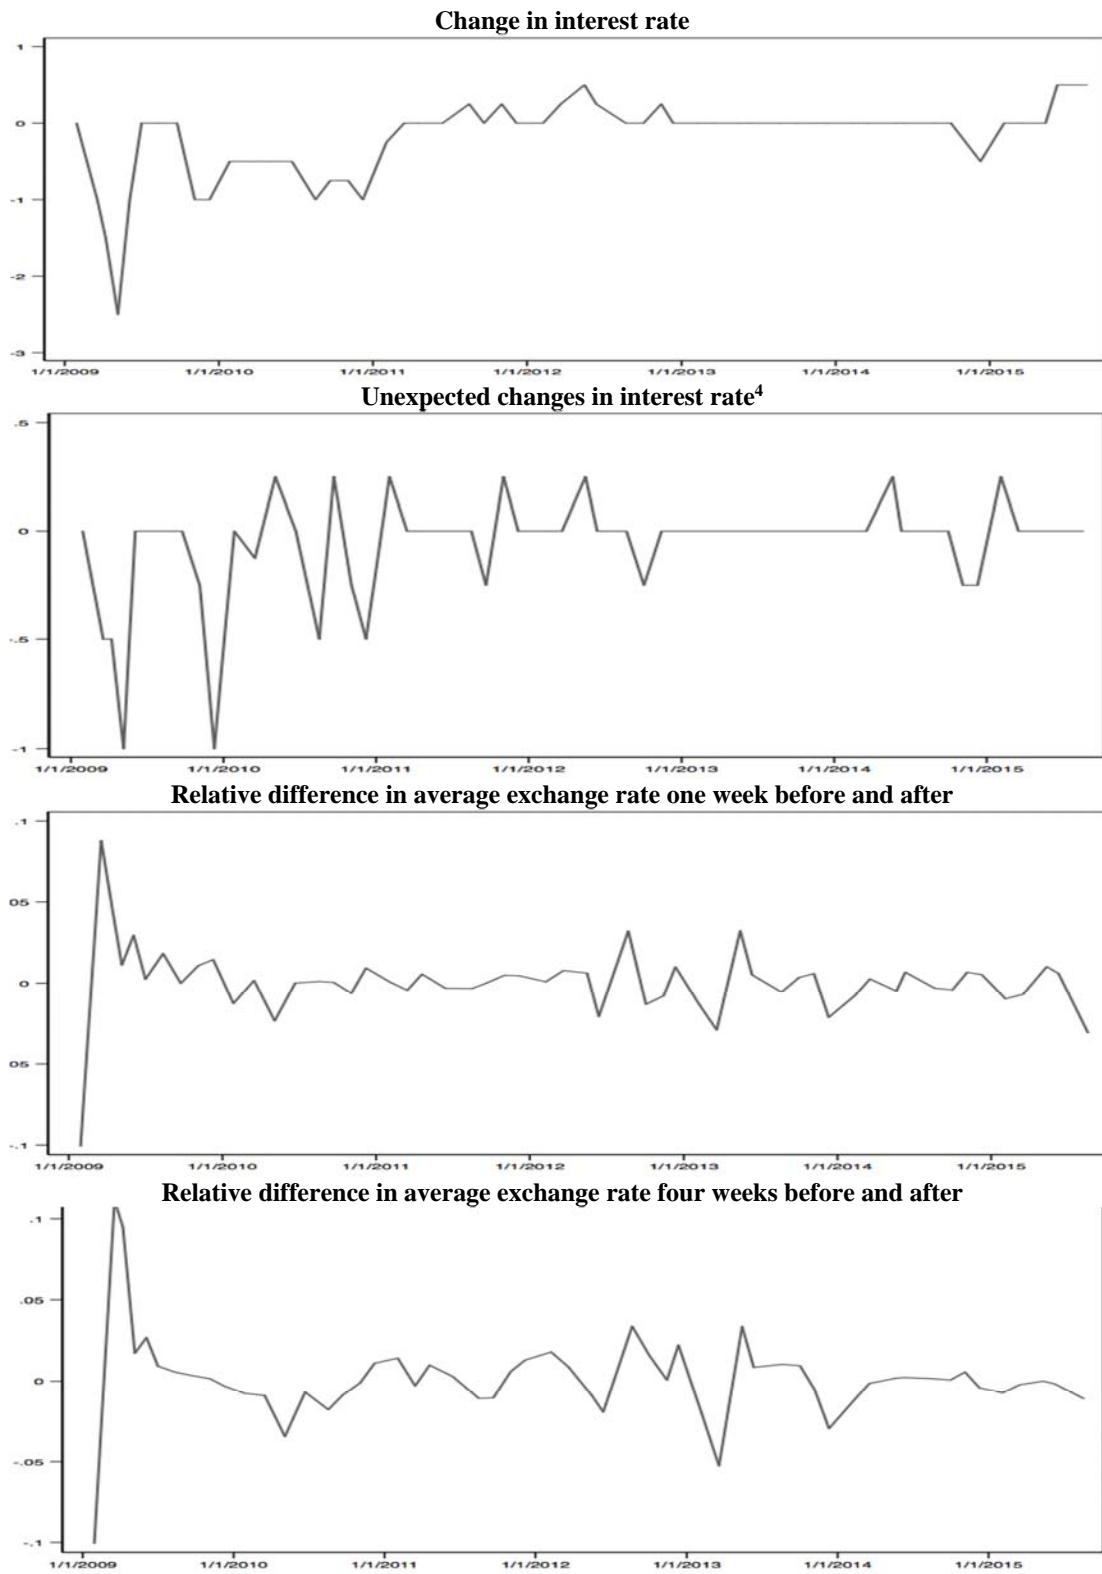 Change in interest rate
1
0
-1
-2
-3
1/1/2009 1/1/2010 1/1/2011 1/1/2012 1/1/2013 1/1/2014 1/1/2015
Unexpected changes in interest rate⁴
.5
0
-.5
-1
1/1/2009 1/1/2010 1/1/2011 1/1/2012 1/1/2013 1/1/2014 1/1/2015
Relative difference in average exchange rate one week before and after
.1
05
0
05
-.1
1/1/2009 1/1/2010 1/1/2011 1/1/2012 1/1/2013 1/1/2014 1/1/2015
Relative difference in average exchange rate four weeks before and after
.1
.05
0
-.05
-.1
1/1/2009 1/1/2010 1/1/2011 1/1/2012 1/1/2013 1/1/2014 1/1/2015